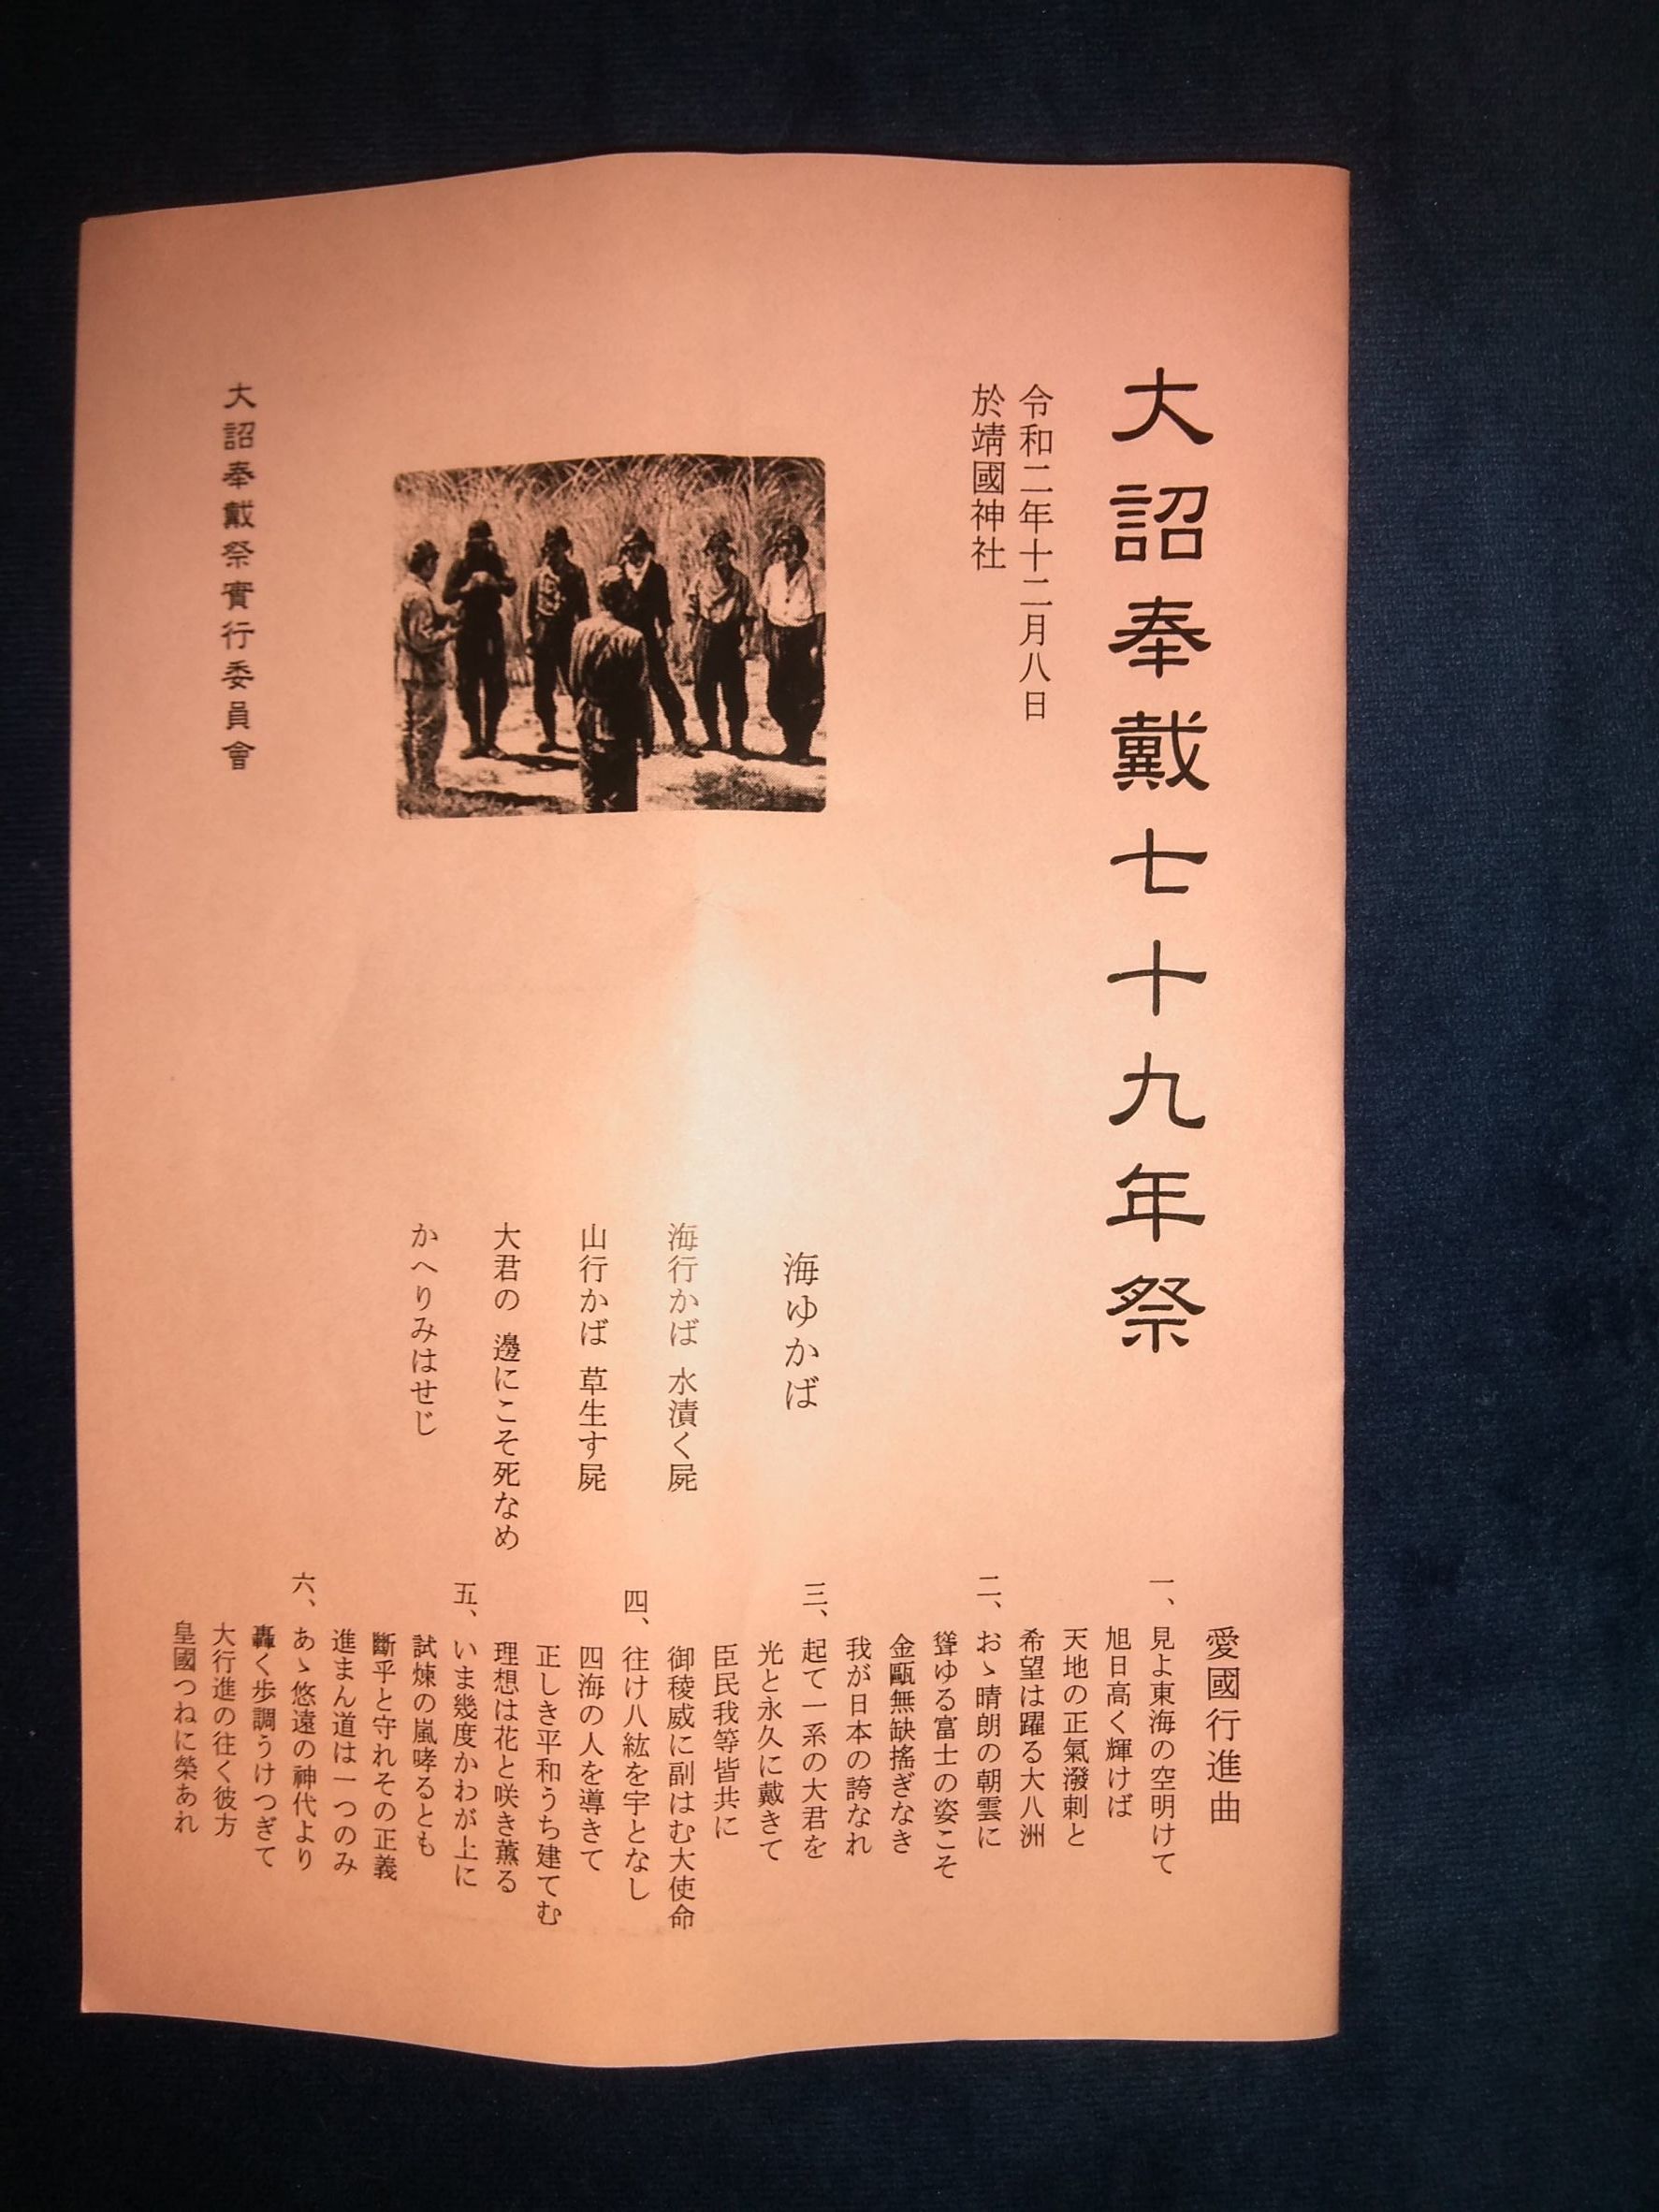 大詔奉戴七十九年祭
令和二年十二月八日
於靖國神社
大詔奉戴祭實行委員會
海ゆかば
海行かば 水漬く屍
山行かば 草生す屍
大君の 邊にこそ死なめ
かへりみはせじ
愛國行進曲
一、見よ東海の空明けて
旭日高く輝けば
天地の正氣潑剌と
希望は躍る大八洲
二、おゝ晴朗の朝雲に
聳ゆる富士の姿こそ
金甌無缺搖ぎなき
我が日本の誇なれ
三、起て一系の大君を
光と永久に戴きて
臣民我等皆共に
御稜威に副はむ大使命
四、往け八紘を宇となし
四海の人を導きて
正しき平和うち建てむ
理想は花と咲き薫る
五、いま幾度かわが上に
試煉の嵐哮るとも
斷乎と守れその正義
進まん道は一つのみ
六、あゝ悠遠の神代より
轟く歩調うけつぎて
大行進の往く彼方
皇國つねに榮あれ